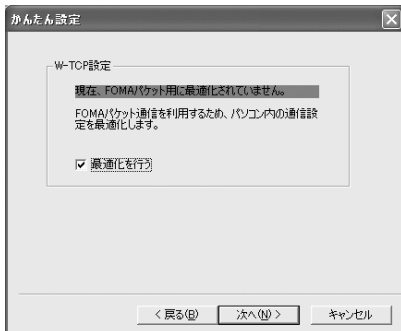 かんたん設定
W-TCP設定
現在、FOMAパケット用に最適化されていません。
FOMAパケット通信を利用するため、パソコン内の通信設
定を最適化します。
最適化を行う
< 戻る(B)
次へ(N) >
キャンセル